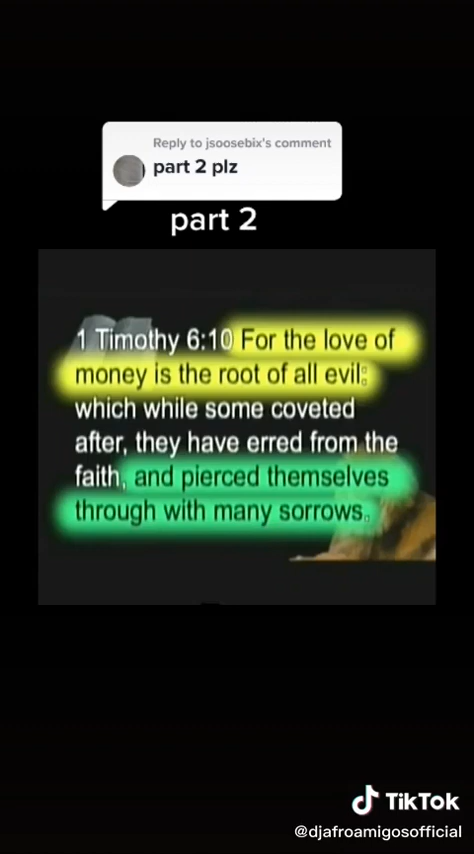 Reply to jsoosebix's comment
part 2 plz
part 2
1 Timothy 6:10 For the love of
money is the root of all evil:
which while some coveted
after, they have erred from the
faith, and pierced themselves
through with many sorrows.
TikTok
@djafroamigosofficial